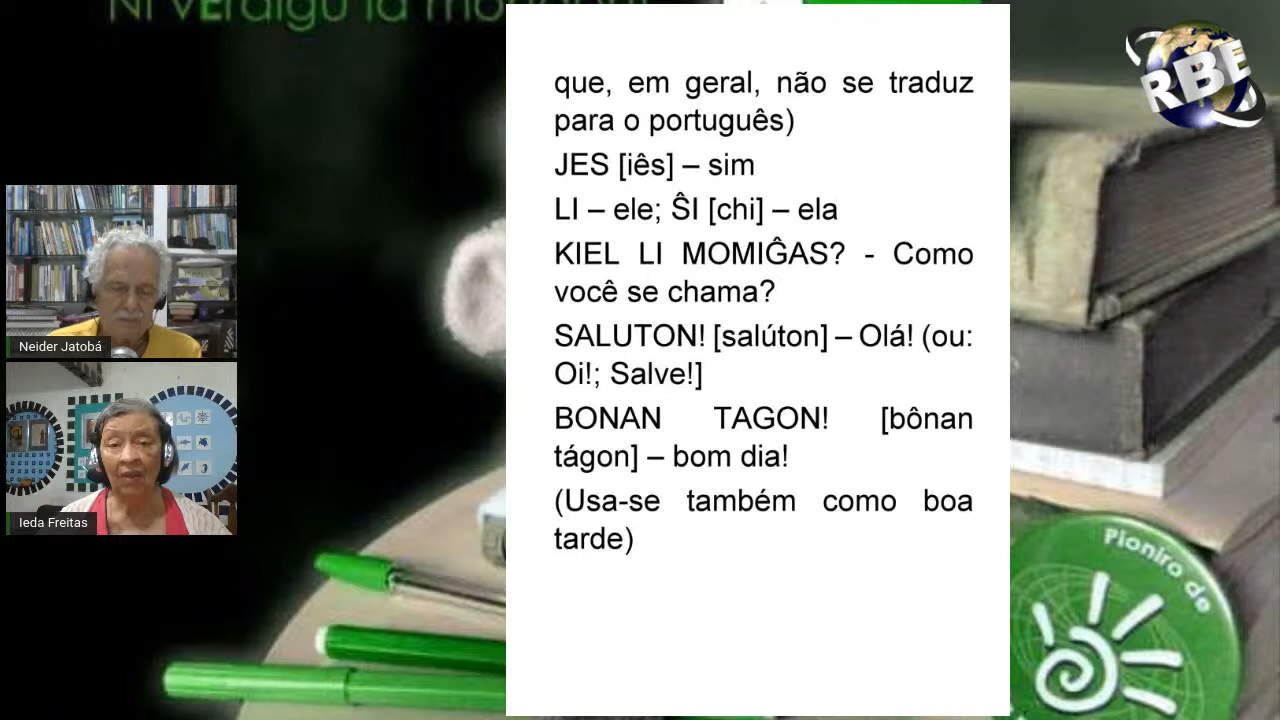 que, em geral, não se traduz
para o português)
JES [iês] – sim
LI – ele; ŜI [chi] – ela
KIEL LI MOMIĜAS? - Como
você se chama?
SALUTON! [salúton] – Olá! (ou:
Oi!; Salve!]
BONAN TAGON! [bônan
tágon] – bom dia!
(Usa-se também como boa
tarde)
Neider Jatobá
Ieda Freitas
RBE
Pioniro de